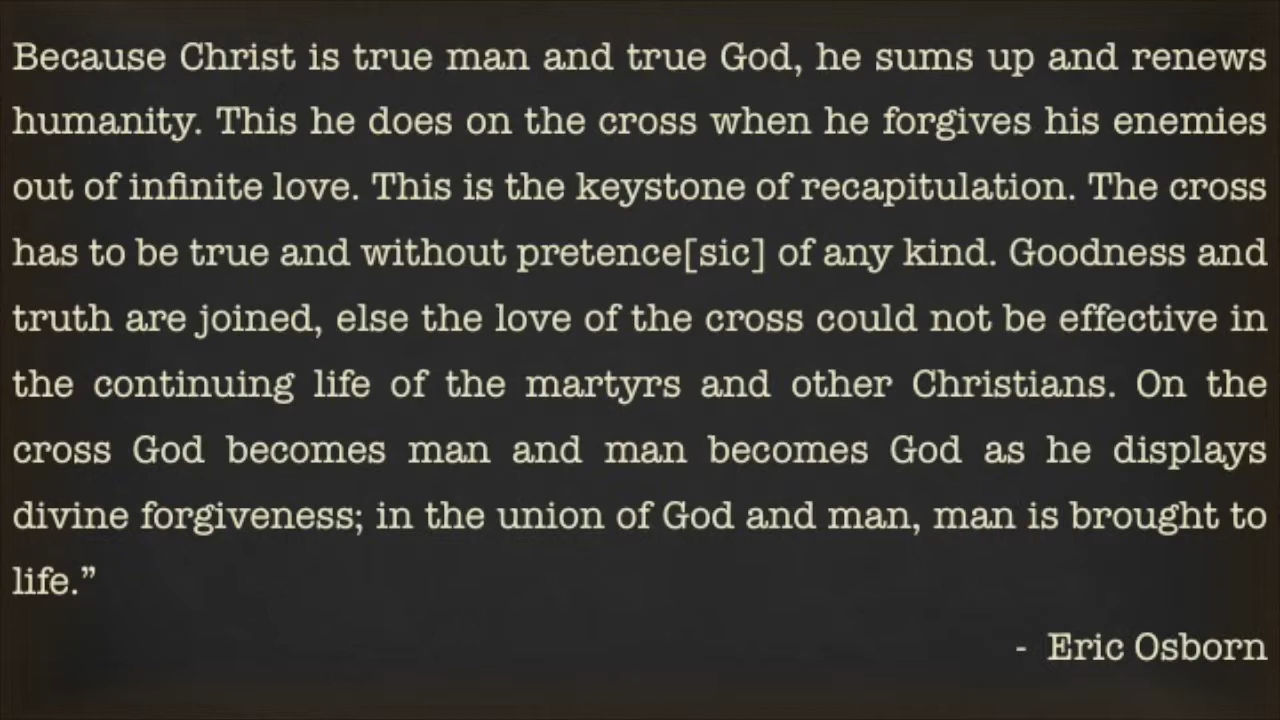 Because Christ is true man and true God, he sums up and renews
humanity. This he does on the cross when he forgives his enemies
out of infinite love. This is the keystone of recapitulation. The cross
has to be true and without pretence[sic] of any kind. Goodness and
truth are joined, else the love of the cross could not be effective in
the continuing life of the martyrs and other Christians. On the
cross God becomes man and man becomes God as he displays
divine forgiveness; in the union of God and man, man is brought to
life.”
- Eric Osborn